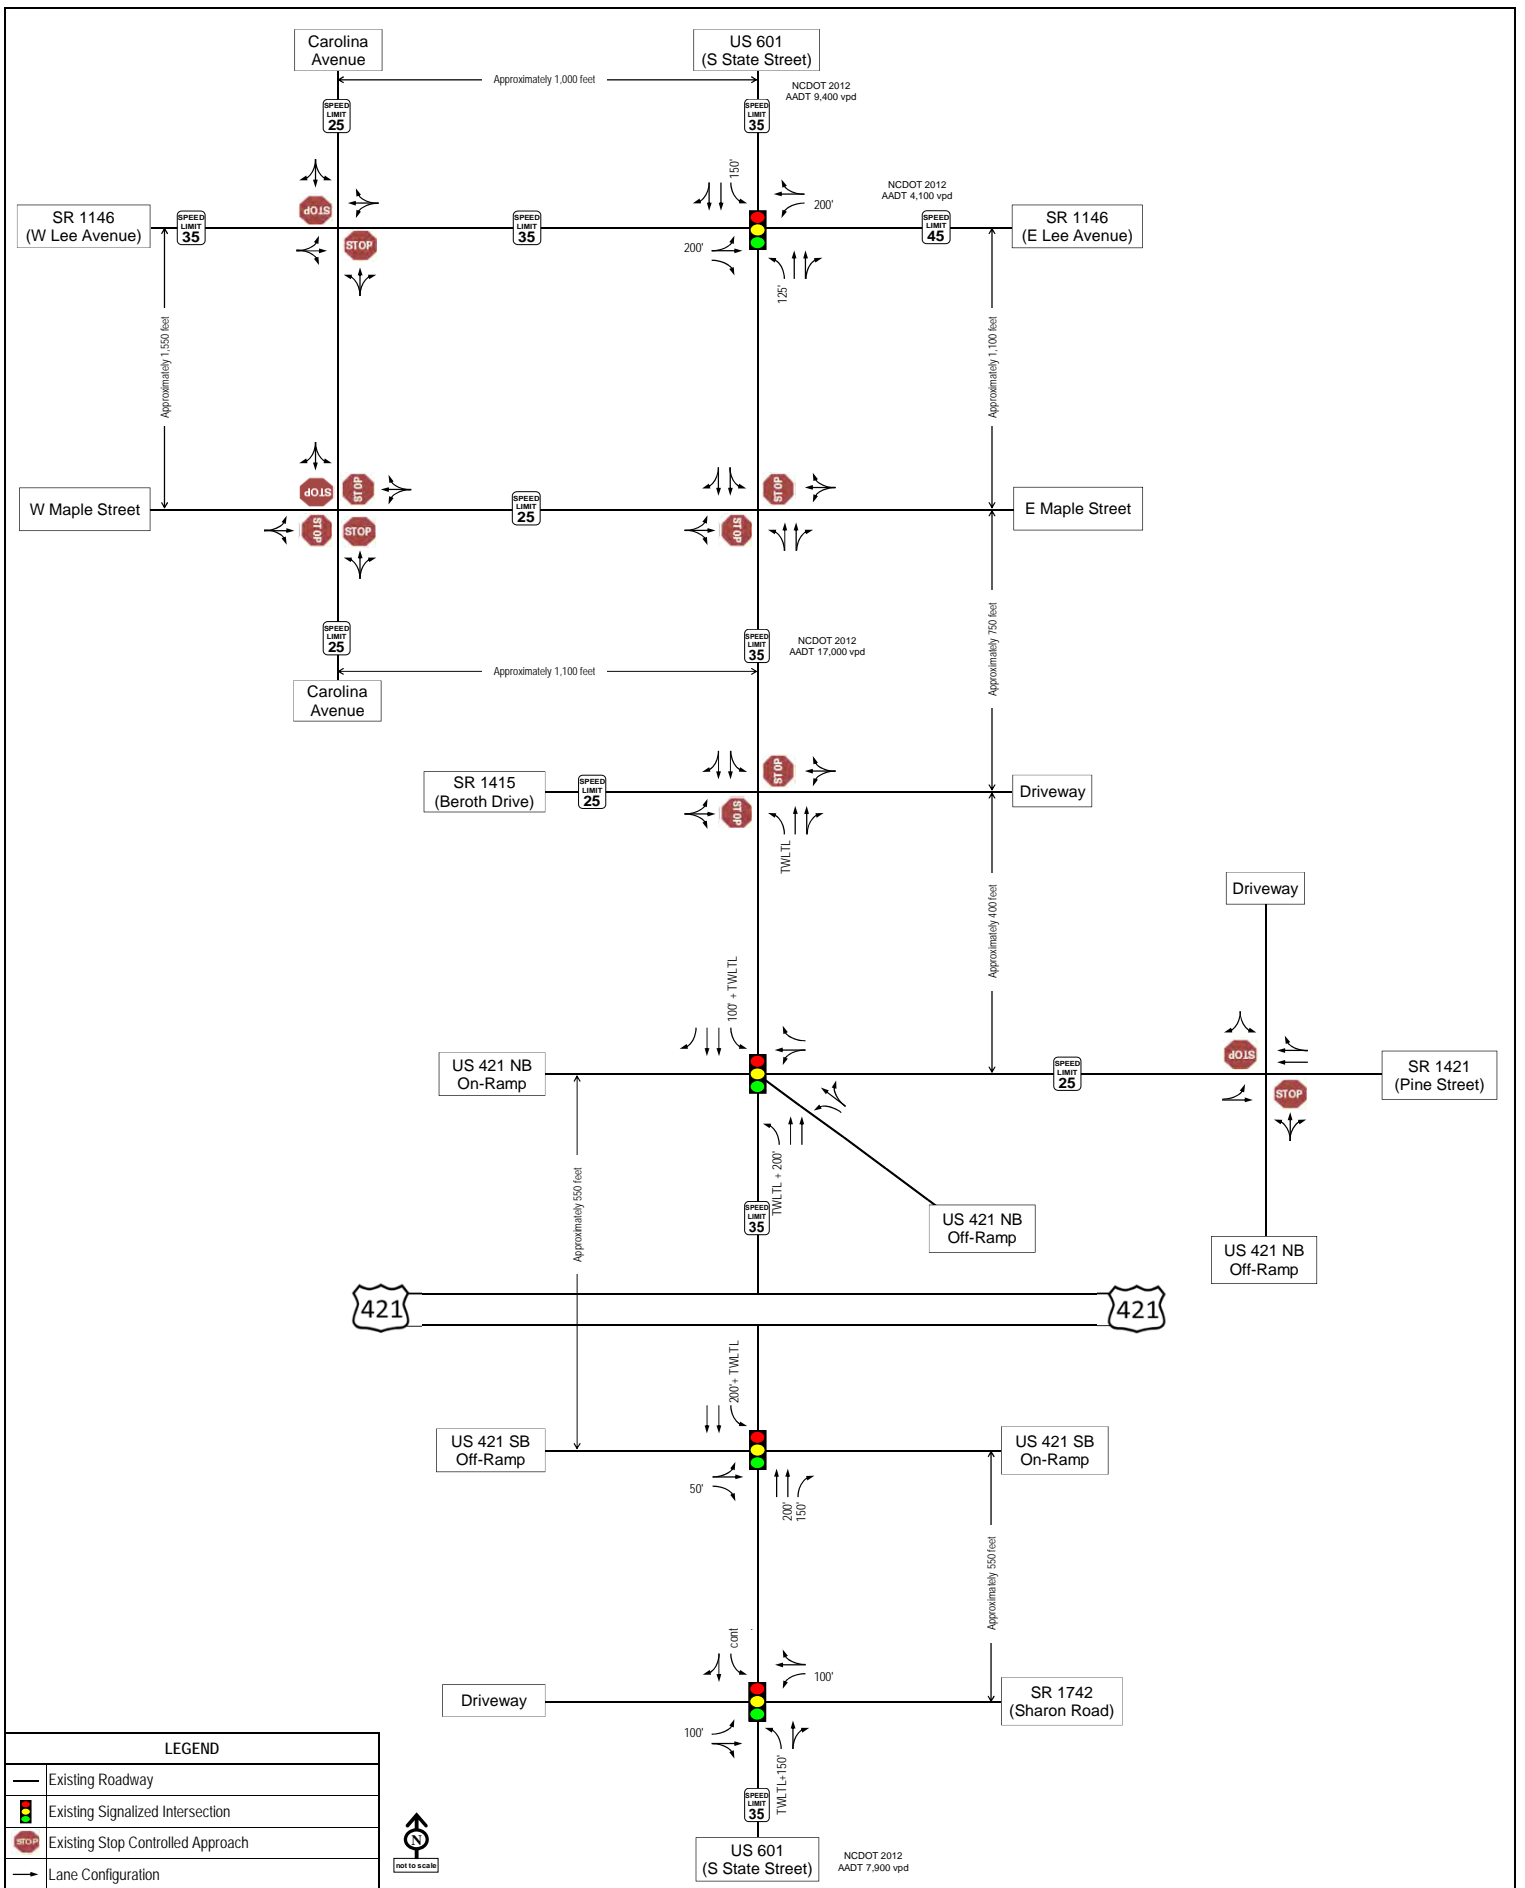 Carolina
Avenue
US 601
(S State Street)
Approximately 1,000 feet
NCDOT 2012
AADT 9,400 vpd
SPEED
LIMIT
25
SPEED
LIMIT
35
150'
NCDOT 2012
AADT 4,100 vpd
200'
SR 1146
(W Lee Avenue)
SPEED
LIMIT
35
STOP
STOP
SPEED
LIMIT
35
200'
SPEED
LIMIT
45
SR 1146
(E Lee Avenue)
125'
Approximately 1,550 feet
Approximately 1,100 feet
W Maple Street
STOP
STOP
STOP
STOP
SPEED
LIMIT
25
STOP
STOP
E Maple Street
SPEED
LIMIT
25
SPEED
LIMIT
35
NCDOT 2012
AADT 17,000 vpd
Approximately 750 feet
Approximately 1,100 feet
Carolina
Avenue
SR 1415
(Beroth Drive)
SPEED
LIMIT
25
STOP
STOP
Driveway
TWLTL
Approximately 400 feet
Driveway
100' + TWLTL
US 421 NB
On-Ramp
SPEED
LIMIT
25
STOP
STOP
SR 1421
(Pine Street)
TWLTL + 200'
Approximately 550 feet
SPEED
LIMIT
35
US 421 NB
Off-Ramp
US 421 NB
Off-Ramp
421
421
200'+ TWLTL
US 421 SB
Off-Ramp
50'
US 421 SB
On-Ramp
200'
150'
Approximately 550 feet
cont
Driveway
100'
SR 1742
(Sharon Road)
100'
TWLTL+150'
SPEED
LIMIT
35
US 601
(S State Street)
NCDOT 2012
AADT 7,900 vpd
LEGEND
Existing Roadway
Existing Signalized Intersection
STOP
Existing Stop Controlled Approach
Lane Configuration
N
not to scale